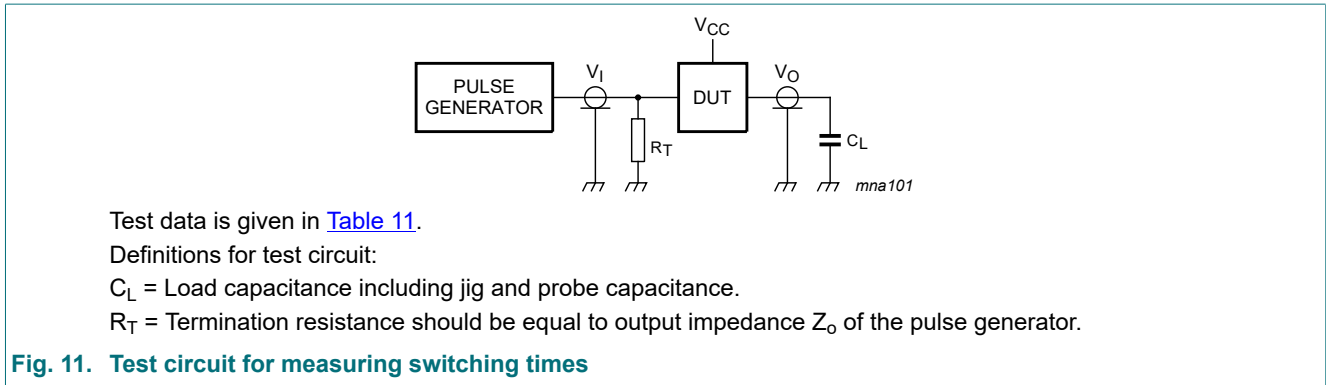 VCC
PULSE
GENERATOR
VI
DUT
VO
RT
CL
mna101
Test data is given in Table 11.
Definitions for test circuit:
CL = Load capacitance including jig and probe capacitance.
RT = Termination resistance should be equal to output impedance Zo of the pulse generator.
Fig. 11. Test circuit for measuring switching times